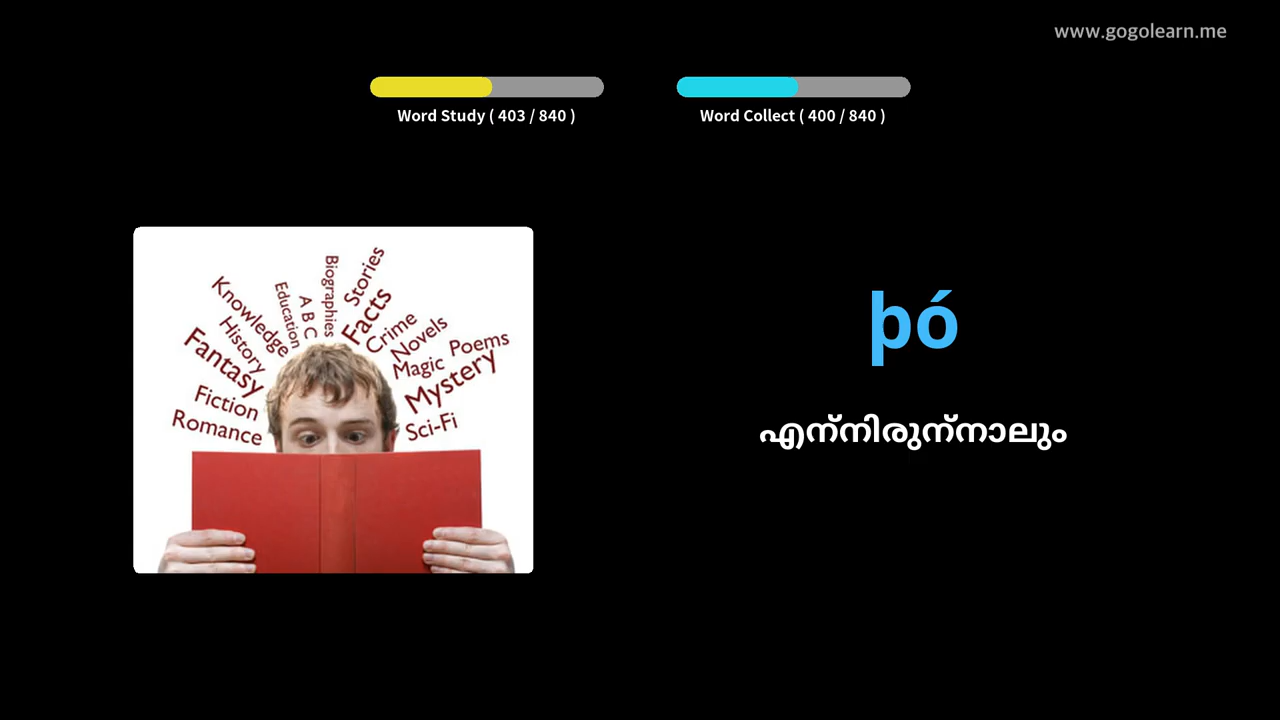 www.gogolearn.me
Word Study ( 403 / 840 )
Word Collect ( 400 / 840 )
Biographies
Stories
Education
A B C
Facts
Knowledge
Crime
History
Novels
Poems
Fantasy
Magic
Mystery
Fiction
Romance
Sci-Fi
þó
എന്നിരുന്നാലും